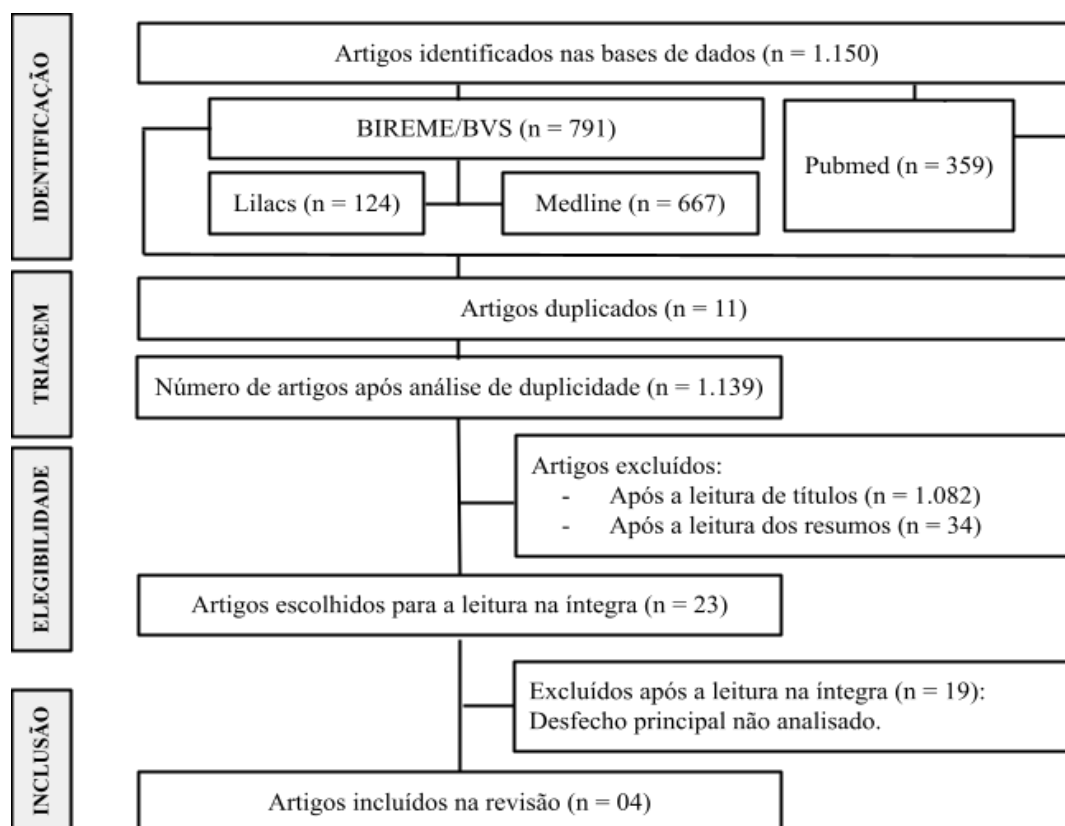 IDENTIFICAÇÃO
Artigos identificados nas bases de dados (n = 1.150)
BIREME/BVS (n = 791)
Pubmed (n = 359)
Lilacs (n = 124)
Medline (n = 667)
TRIAGEM
Artigos duplicados (n = 11)
Número de artigos após análise de duplicidade (n = 1.139)
ELEGIBILIDADE
Artigos excluídos:
- Após a leitura de títulos (n = 1.082)
- Após a leitura dos resumos (n = 34)
Artigos escolhidos para a leitura na íntegra (n = 23)
Excluídos após a leitura na íntegra (n = 19):
Desfecho principal não analisado.
INCLUSÃO
Artigos incluídos na revisão (n = 04)